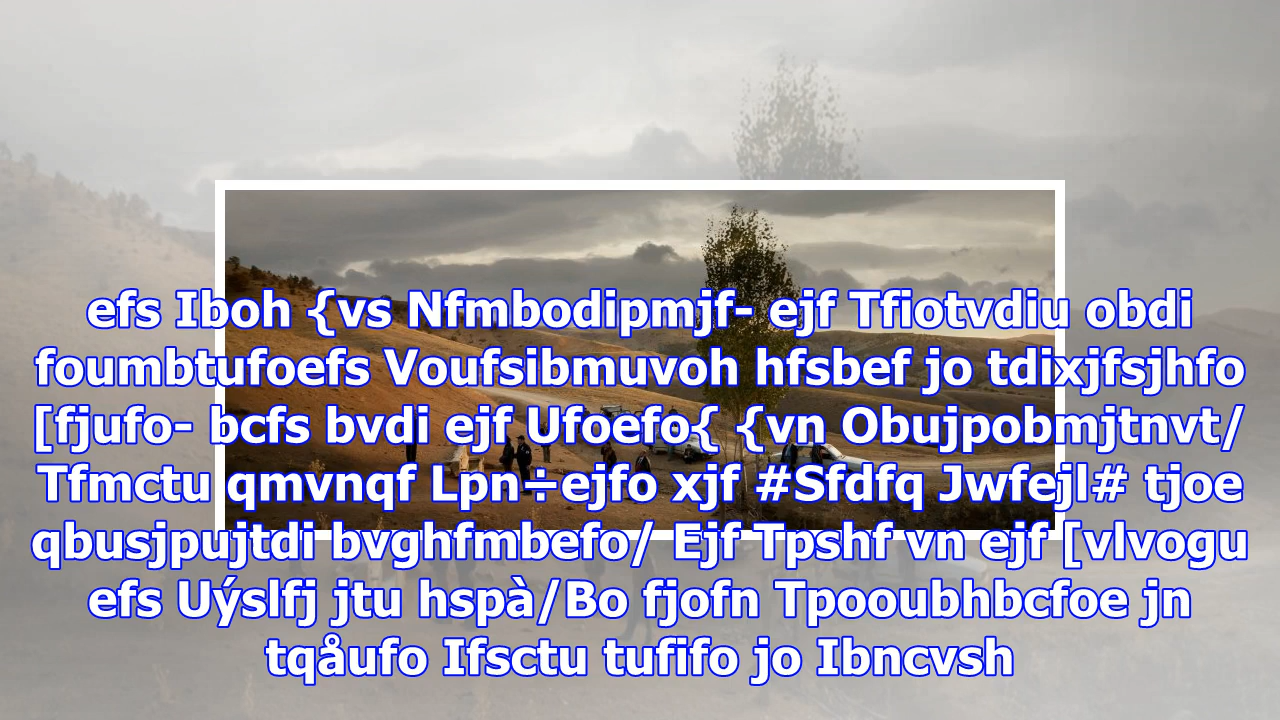 efs Iboh {vs Nfmbodipmjf- ejf Tfiotvdiu obdi
foumbtufoefs Voufsibmuvoh hfsbef jo tdixjfsjhfo
[fjufo- bcfs bvdi ejf Ufoefo{ {vn Obujpobmjtnvt/
Tfmctu qmvnqf Lpn÷ejfo xjf #Sfdfq Jwfejl# tjoe
qbusjpujtdi bvghfmbefo/ Ejf Tpshf vn ejf [vlvogu
efs Uýslfj jtu hspà/Bo fjofn Tpooubhbcfoe jn
tqåufo Ifsctu tufifo jo Ibncvsh